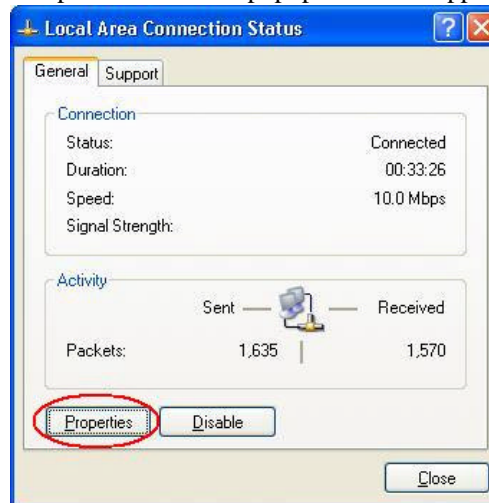 Local Area Connection Status
General Support
Connection
Status: Connected
Duration: 00:33:26
Speed: 10.0 Mbps
Signal Strength:
Activity
Sent — — Received
Packets: 1,635 | 1,570
Properties Disable
Close